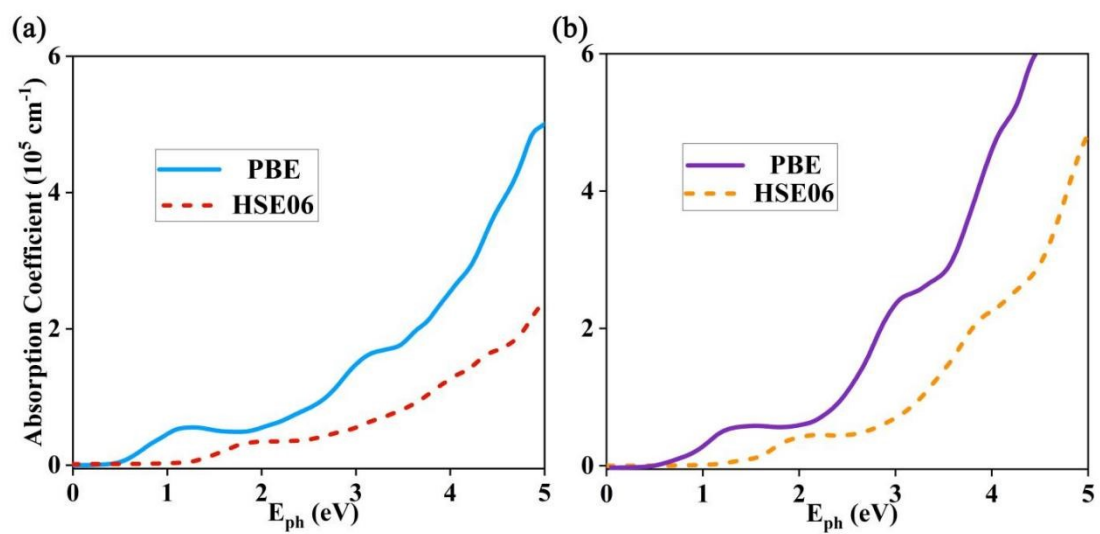 (a)
Absorption Coefficient (10⁵ cm⁻¹)
6
4
2
0
PBE
HSE06
0 1 2 3 4 5
E_ph (eV)
(b)
6
4
2
0
PBE
HSE06
0 1 2 3 4 5
E_ph (eV)